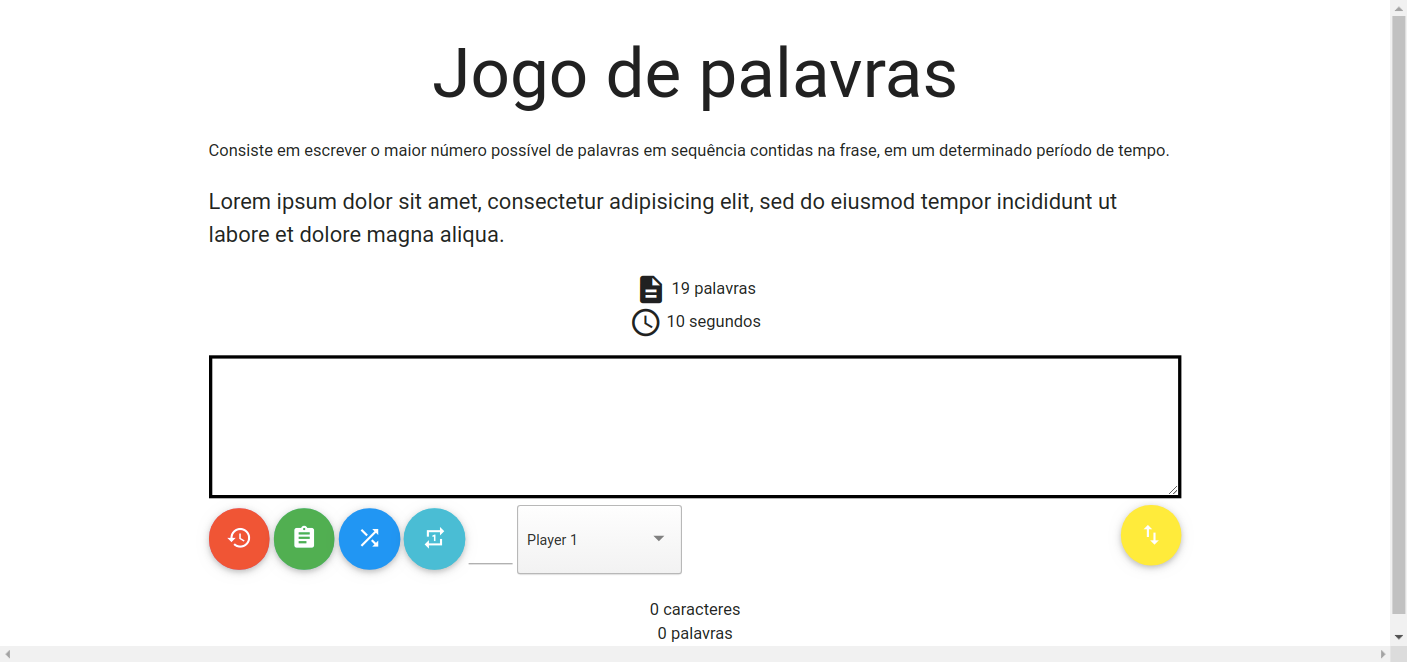 Jogo de palavras
Consiste em escrever o maior número possível de palavras em sequência contidas na frase, em um determinado período de tempo.
Lorem ipsum dolor sit amet, consectetur adipisicing elit, sed do eiusmod tempor incididunt ut
labore et dolore magna aliqua.
19 palavras
10 segundos
1
Player 1
0 caracteres
0 palavras